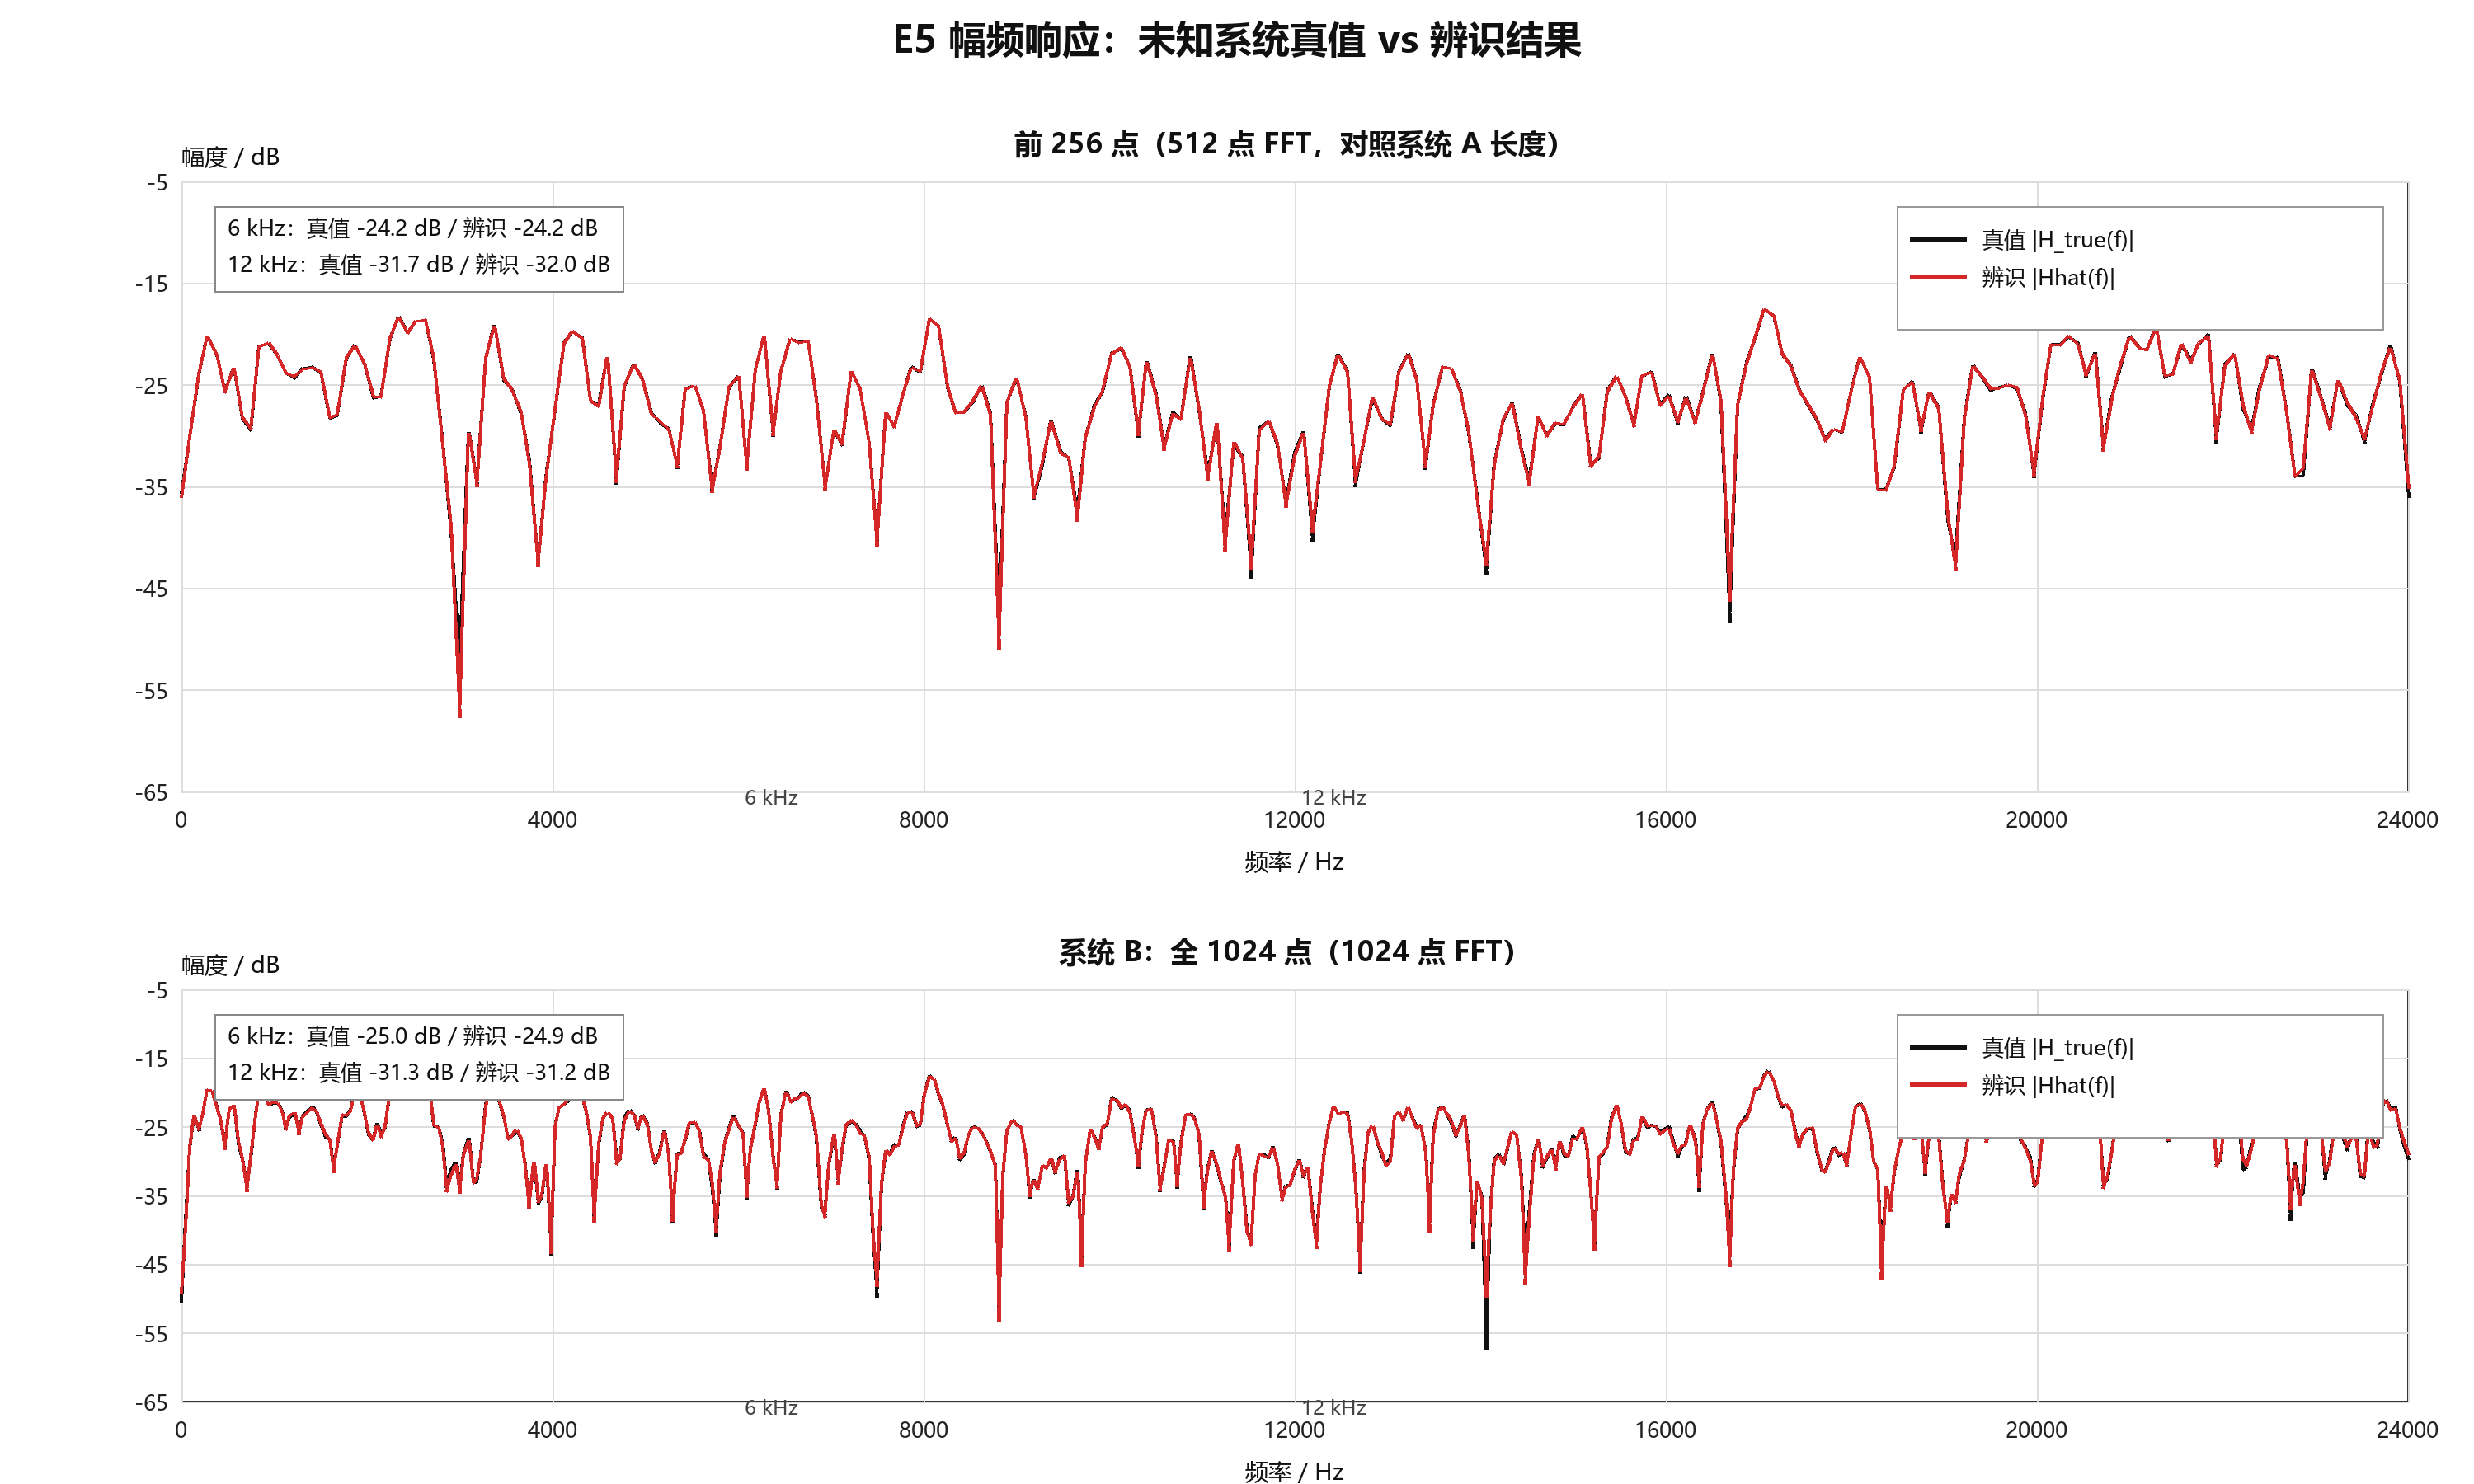 E5 幅频响应：未知系统真值 vs 辨识结果
前 256 点（512 点 FFT，对照系统 A 长度）
幅度 / dB
-5
-15
-25
-35
-45
-55
-65
6 kHz：真值 -24.2 dB / 辨识 -24.2 dB
12 kHz：真值 -31.7 dB / 辨识 -32.0 dB
真值 |H_true(f)|
辨识 |Hhat(f)|
6 kHz
12 kHz
0
4000
8000
12000
16000
20000
24000
频率 / Hz
系统 B：全 1024 点（1024 点 FFT）
幅度 / dB
-5
-15
-25
-35
-45
-55
-65
6 kHz：真值 -25.0 dB / 辨识 -24.9 dB
12 kHz：真值 -31.3 dB / 辨识 -31.2 dB
真值 |H_true(f)|
辨识 |Hhat(f)|
6 kHz
12 kHz
0
4000
8000
12000
16000
20000
24000
频率 / Hz